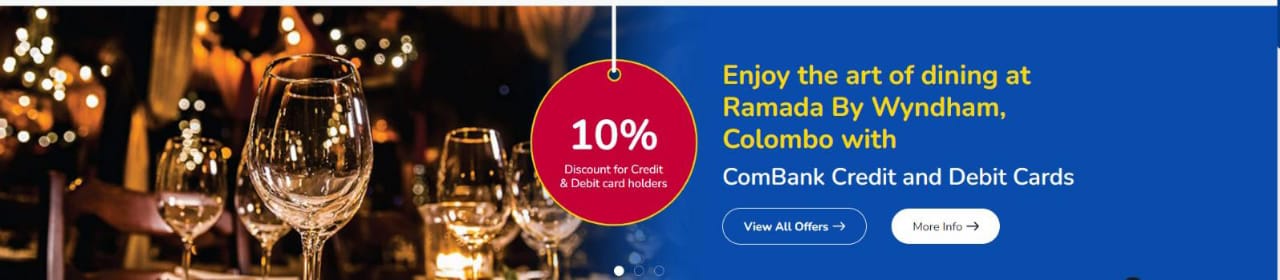 10%
Discount for Credit
& Debit card holders
Enjoy the art of dining at
Ramada By Wyndham,
Colombo with
ComBank Credit and Debit Cards
View All Offers →
More Info →